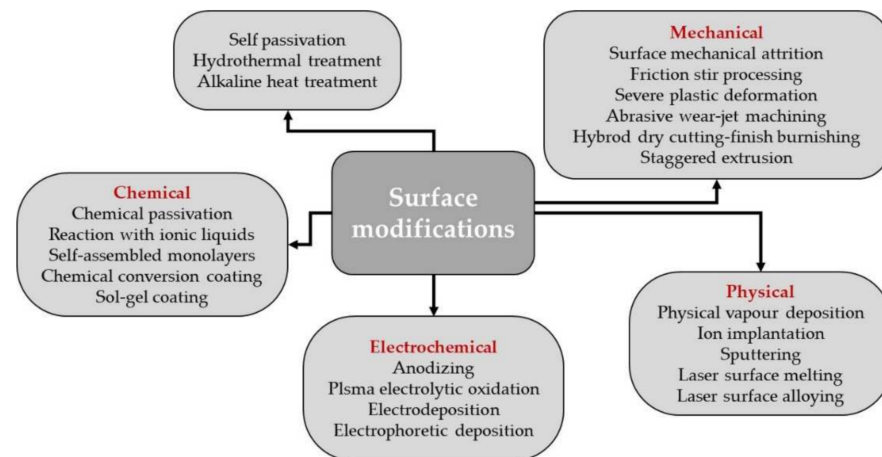 Self passivation
Hydrothermal treatment
Alkaline heat treatment
Mechanical
Surface mechanical attrition
Friction stir processing
Severe plastic deformation
Abrasive wear-jet machining
Hybrod dry cutting-finish burnishing
Staggered extrusion
Surface
modifications
Chemical
Chemical passivation
Reaction with ionic liquids
Self-assembled monolayers
Chemical conversion coating
Sol-gel coating
Electrochemical
Anodizing
Plsma electrolytic oxidation
Electrodeposition
Electrophoretic deposition
Physical
Physical vapour deposition
Ion implantation
Sputtering
Laser surface melting
Laser surface alloying